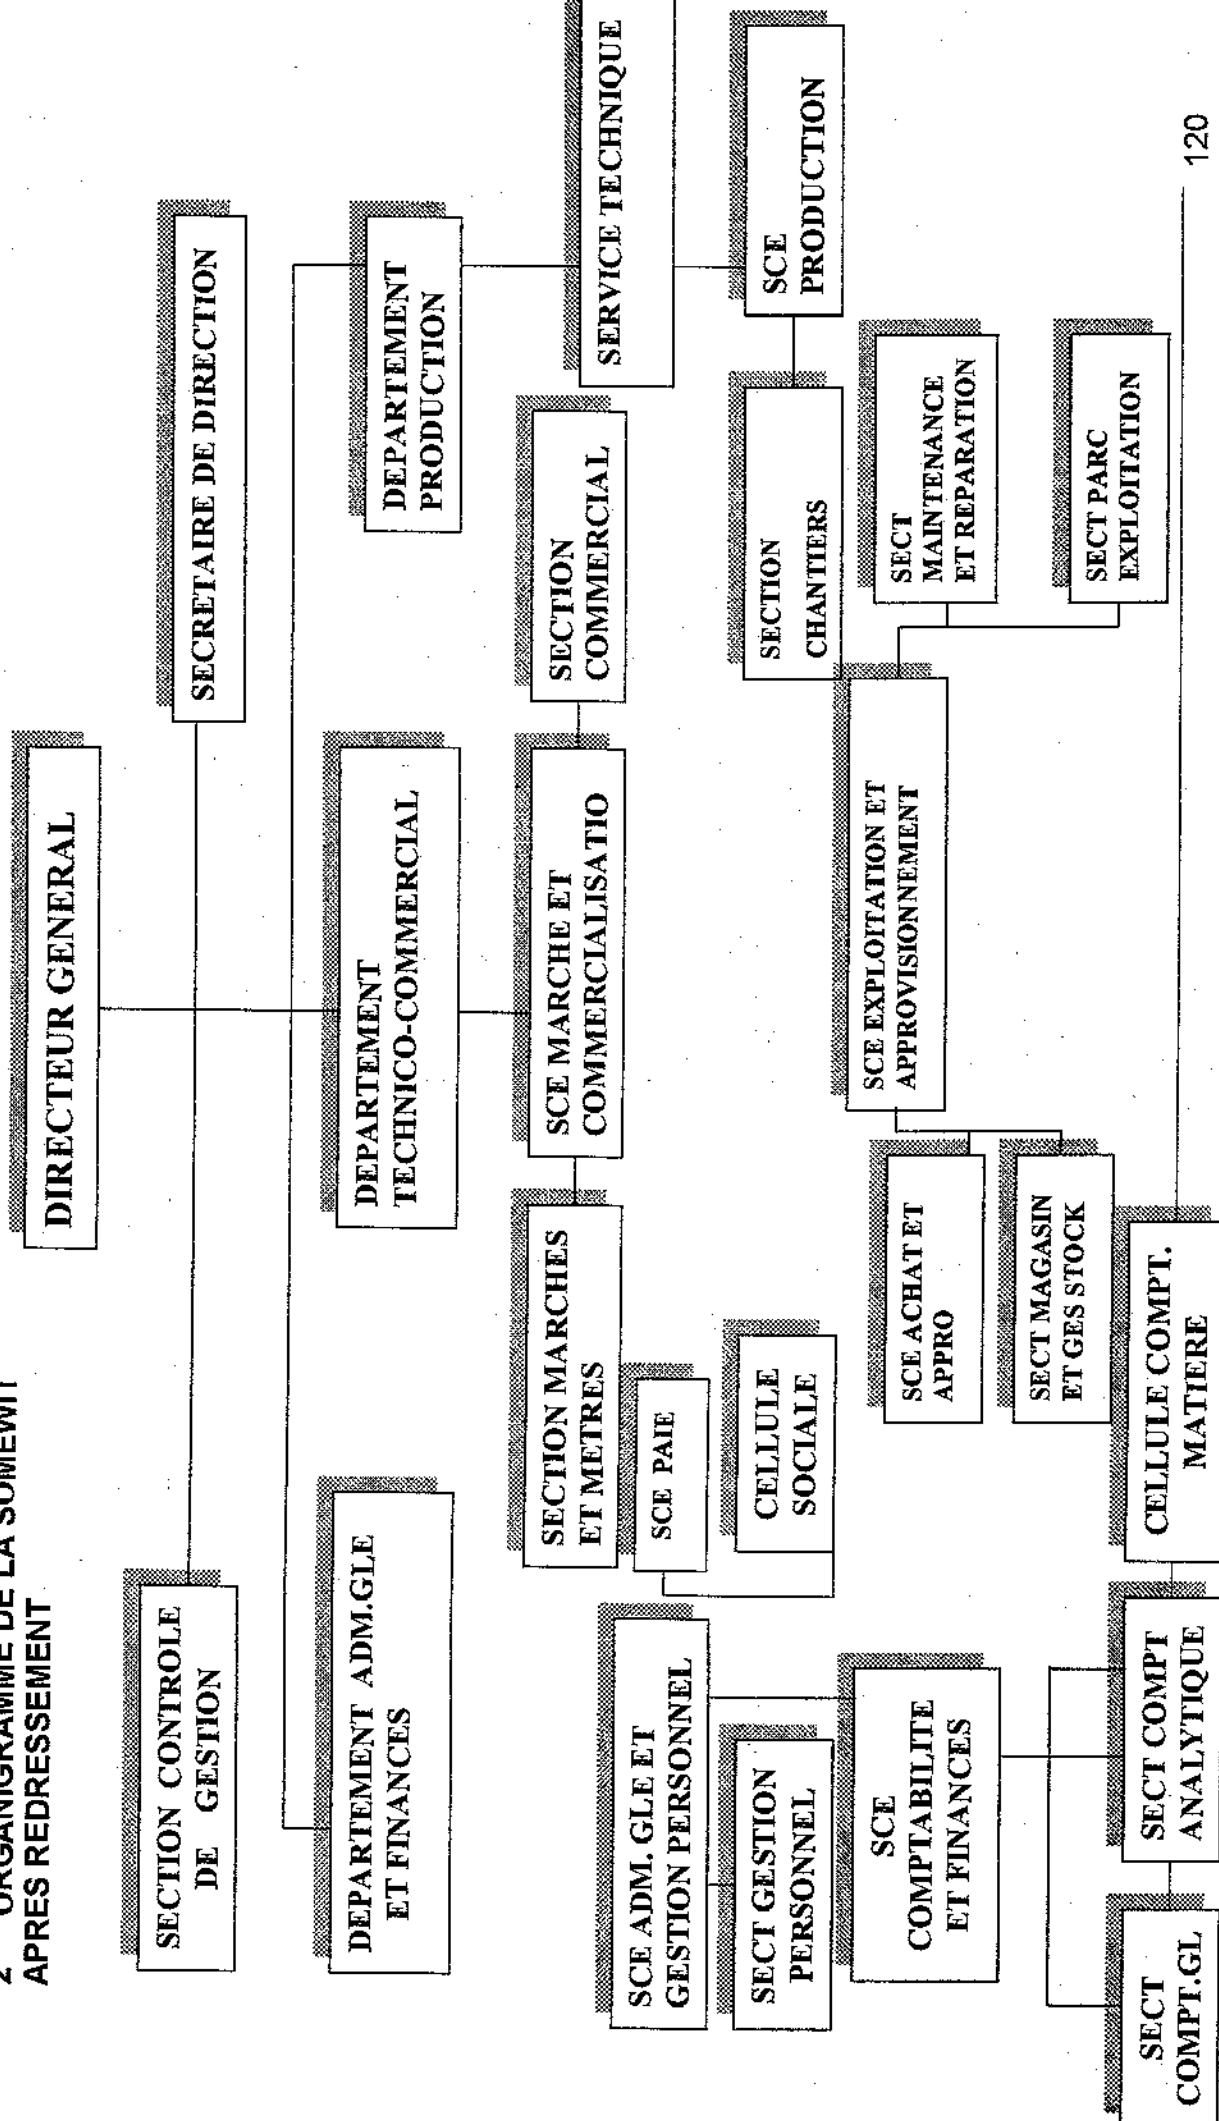 2 ORGANIGRAMME DE LA SOMEWIT
APRES REDRESSEMENT
DIRECTEUR GENERAL
SECTION CONTROLE
DE GESTION
SECRETAIRE DE DIRECTION
DEPARTEMENT ADM.GLE
ET FINANCES
DEPARTEMENT
TECHNICO-COMMERCIAL
DEPARTEMENT
PRODUCTION
SECTION MARCHES
ET METRES
SCE MARCHE ET
COMMERCIALISATIO
SECTION
COMMERCIAL
SERVICE TECHNIQUE
SCE ADM. GLE ET
GESTION PERSONNEL
SCE PAIE
SECT GESTION
PERSONNEL
CELLULE
SOCIALE
SECTION
CHANTIERS
SCE
PRODUCTION
SCE
COMPTABILITE
ET FINANCES
SCE ACHAT ET
APPRO
SCE EXPLOITATION ET
APPROVISIONNEMENT
SECT
MAINTENANCE
ET REPARATION
SECT MAGASIN
ET GES STOCK
SECT PARC
EXPLOITATION
SECT
COMPT.GL
SECT COMPT
ANALYTIQUE
CELLULE COMPT.
MATIERE
120